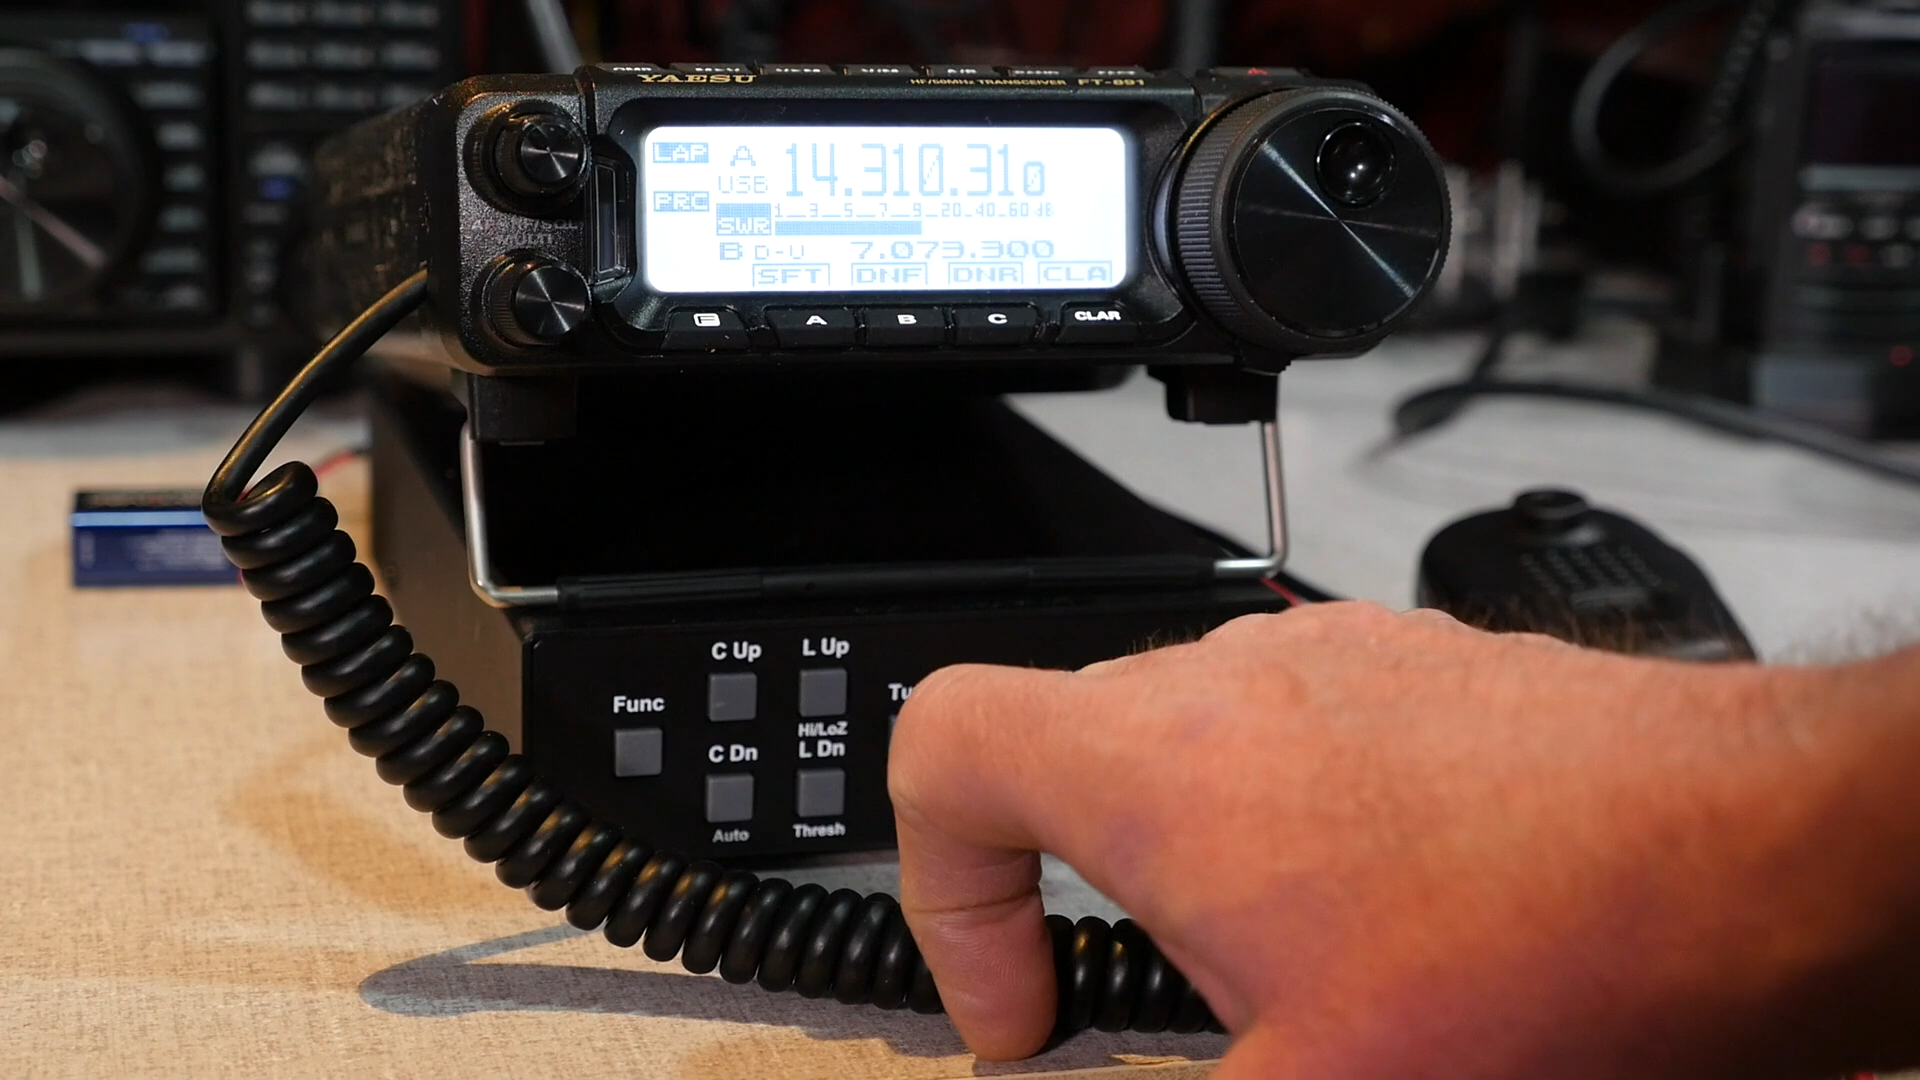 YAESU HF/50MHz TRANSCEIVER FT-891
LAP A 14.310.310
USB
PRC 1 3 5 7 9 20 40 60 dB
SWR
B D-U 7.073.300
SFT DNF DNR CLA
F A B C CLAR
MULTI
C Up L Up
Func
Hi/LoZ
C Dn L Dn
Auto Thresh